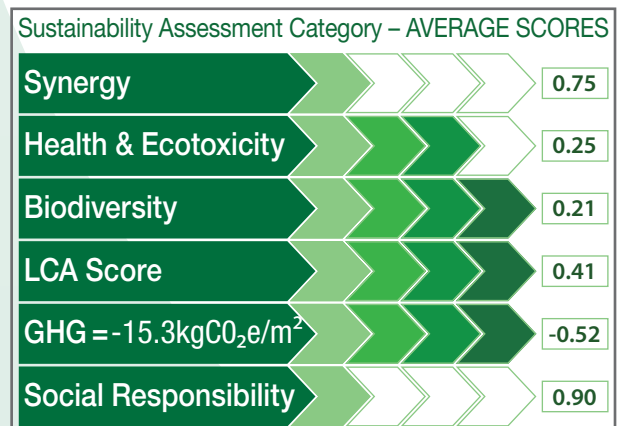 Sustainability Assessment Category – AVERAGE SCORES
Synergy 0.75
Health & Ecotoxicity 0.25
Biodiversity 0.21
LCA Score 0.41
GHG = -15.3kgC0₂e/m² -0.52
Social Responsibility 0.90